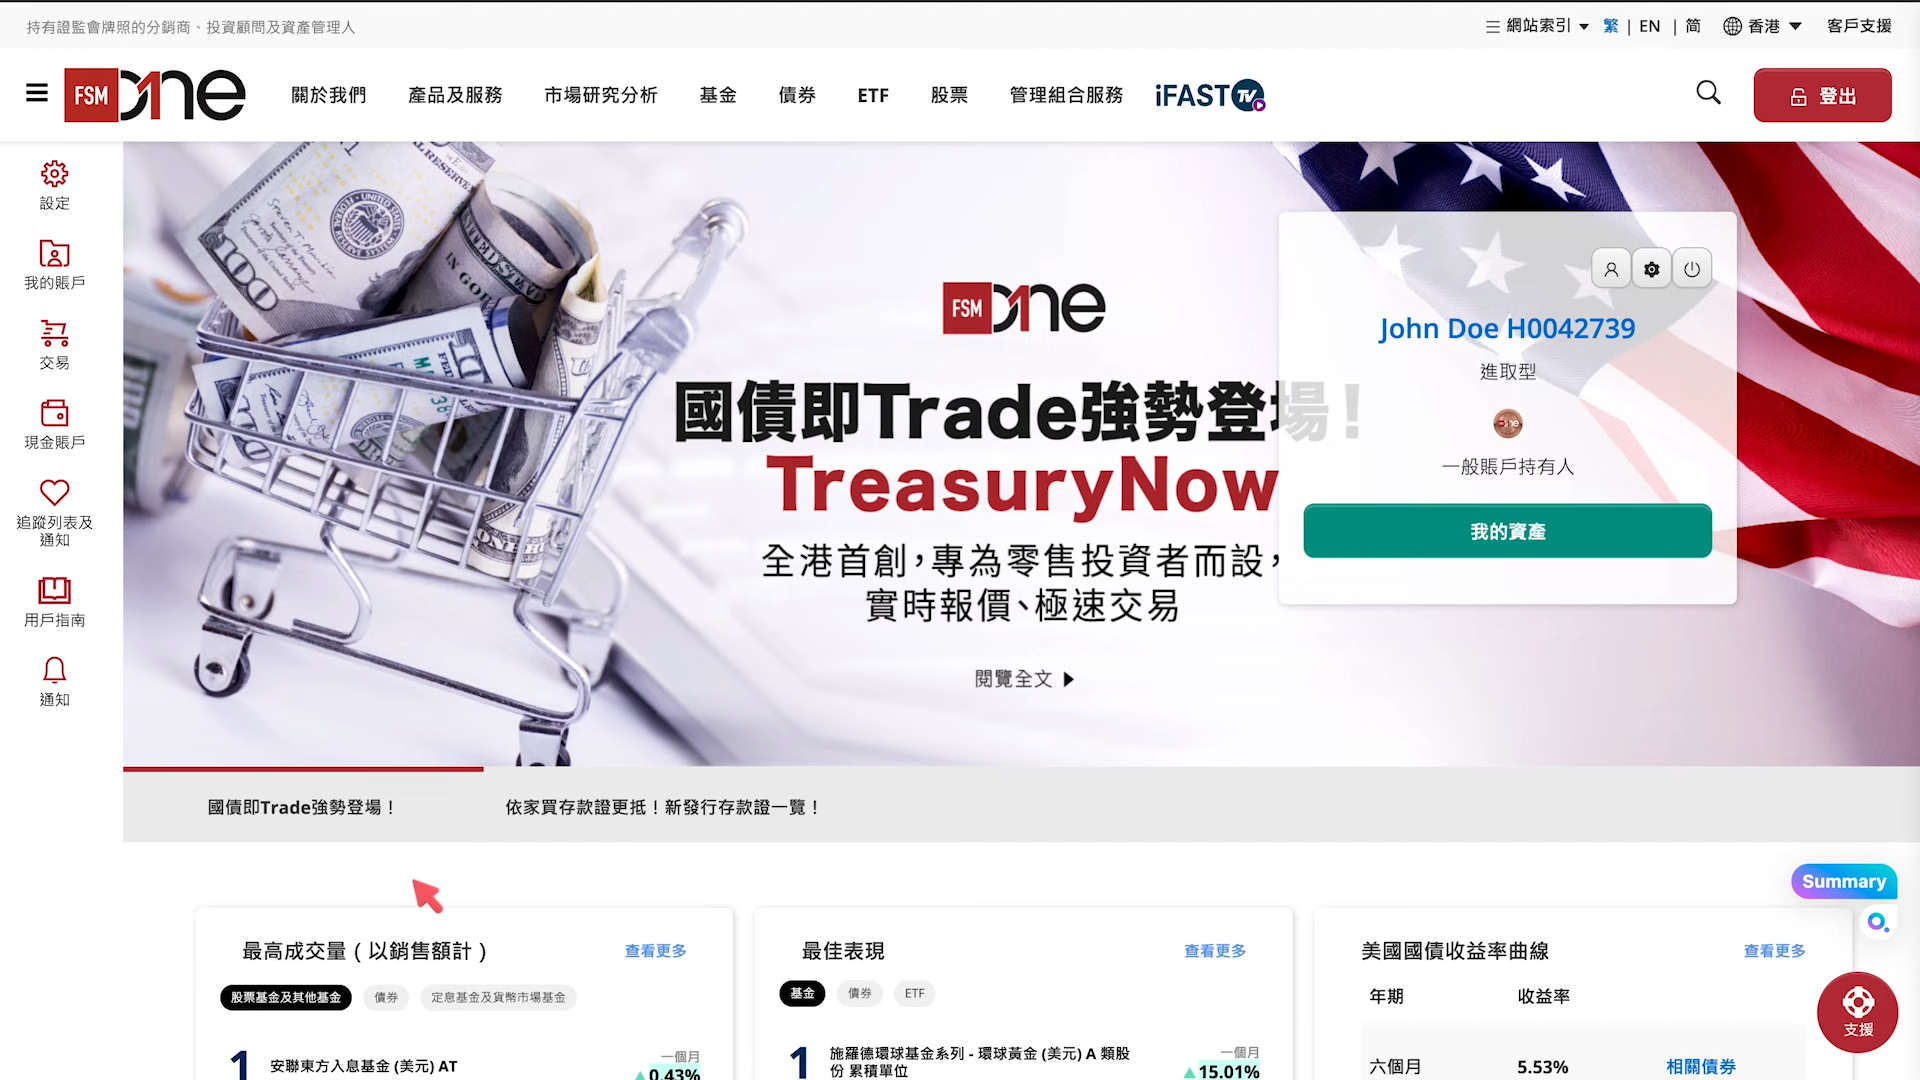 持有證監會牌照的分銷商、投資顧問及資產管理人
網站索引 繁 | EN | 简 香港 客戶支援
FSM One 關於我們 產品及服務 市場研究分析 基金 債券 ETF 股票 管理組合服務 iFAST TV 登出
設定
我的賬戶
交易
現金賬戶
追蹤列表及
通知
用戶指南
通知
FSM One
國債即Trade強勢登場!
TreasuryNow
全港首創,專為零售投資者而設,
實時報價、極速交易
閱覽全文
John Doe H0042739
進取型
一般賬戶持有人
我的資產
國債即Trade強勢登場!
依家買存款證更抵!新發行存款證一覽!
Summary
最高成交量(以銷售額計)
查看更多
股票基金及其他基金 債券 定息基金及貨幣市場基金
1 安聯東方入息基金 (美元) AT
一個月
0.43%
最佳表現
查看更多
基金 債券 ETF
1 施羅德環球基金系列 - 環球黃金 (美元) A 類股
份 累積單位
一個月
15.01%
美國國債收益率曲線
查看更多
年期 收益率
六個月 5.53% 相關債券
支援